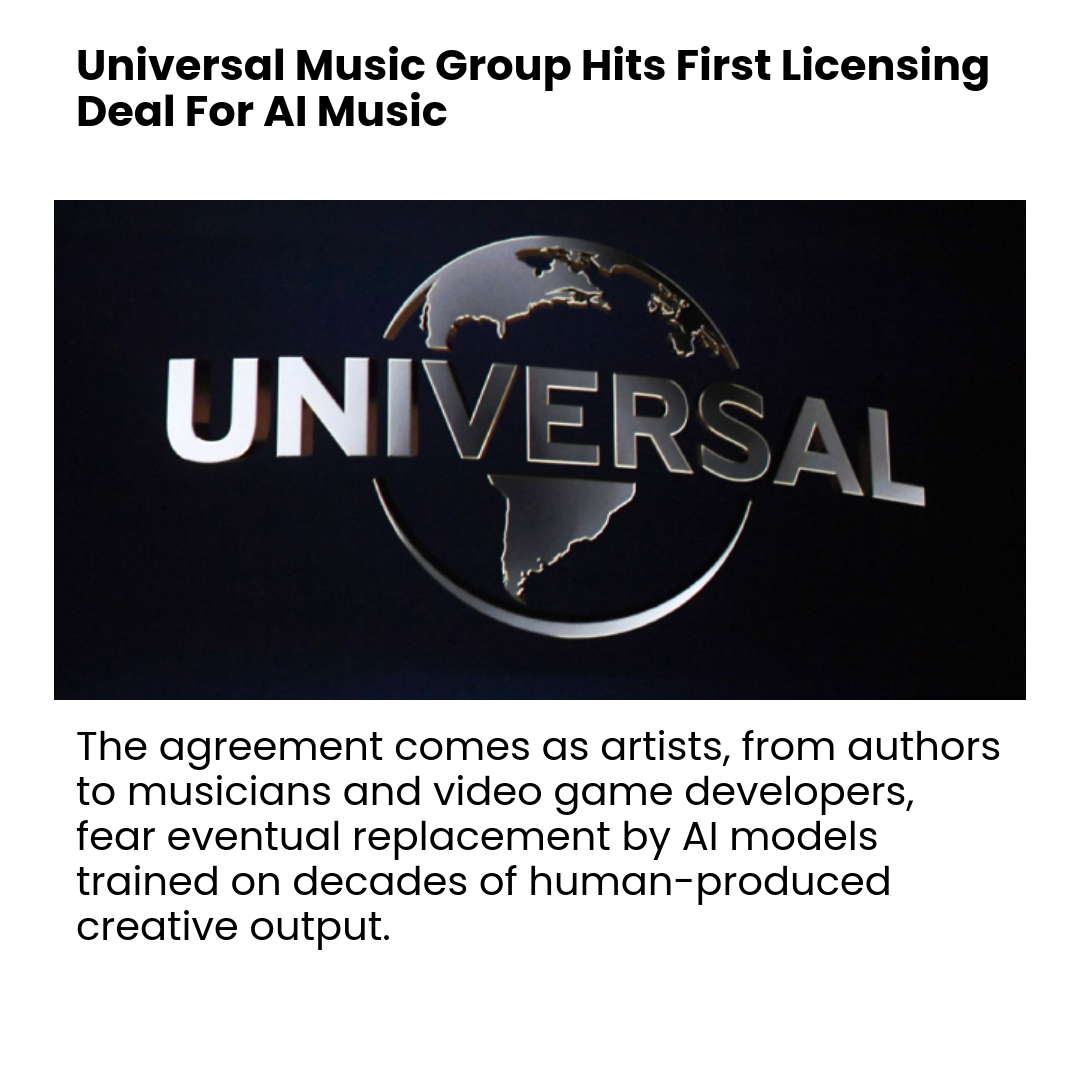 Universal Music Group Hits First Licensing
Deal For AI Music
UNIVERSAL
The agreement comes as artists, from authors
to musicians and video game developers,
fear eventual replacement by AI models
trained on decades of human-produced
creative output.